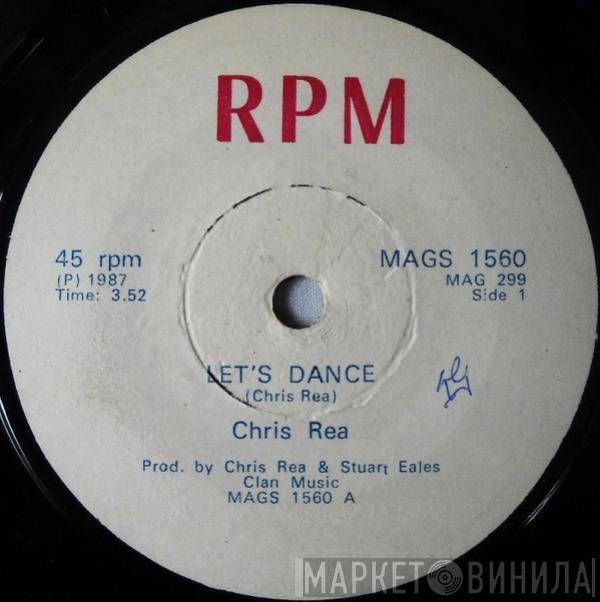 RPM
45 rpm
(P) 1987
Time: 3.52
MAGS 1560
MAG 299
Side 1
LET'S DANCE
(Chris Rea)
Chris Rea
Prod. by Chris Rea & Stuart Eales
Clan Music
MAGS 1560 A
МАРКЕТ ВИНИЛА